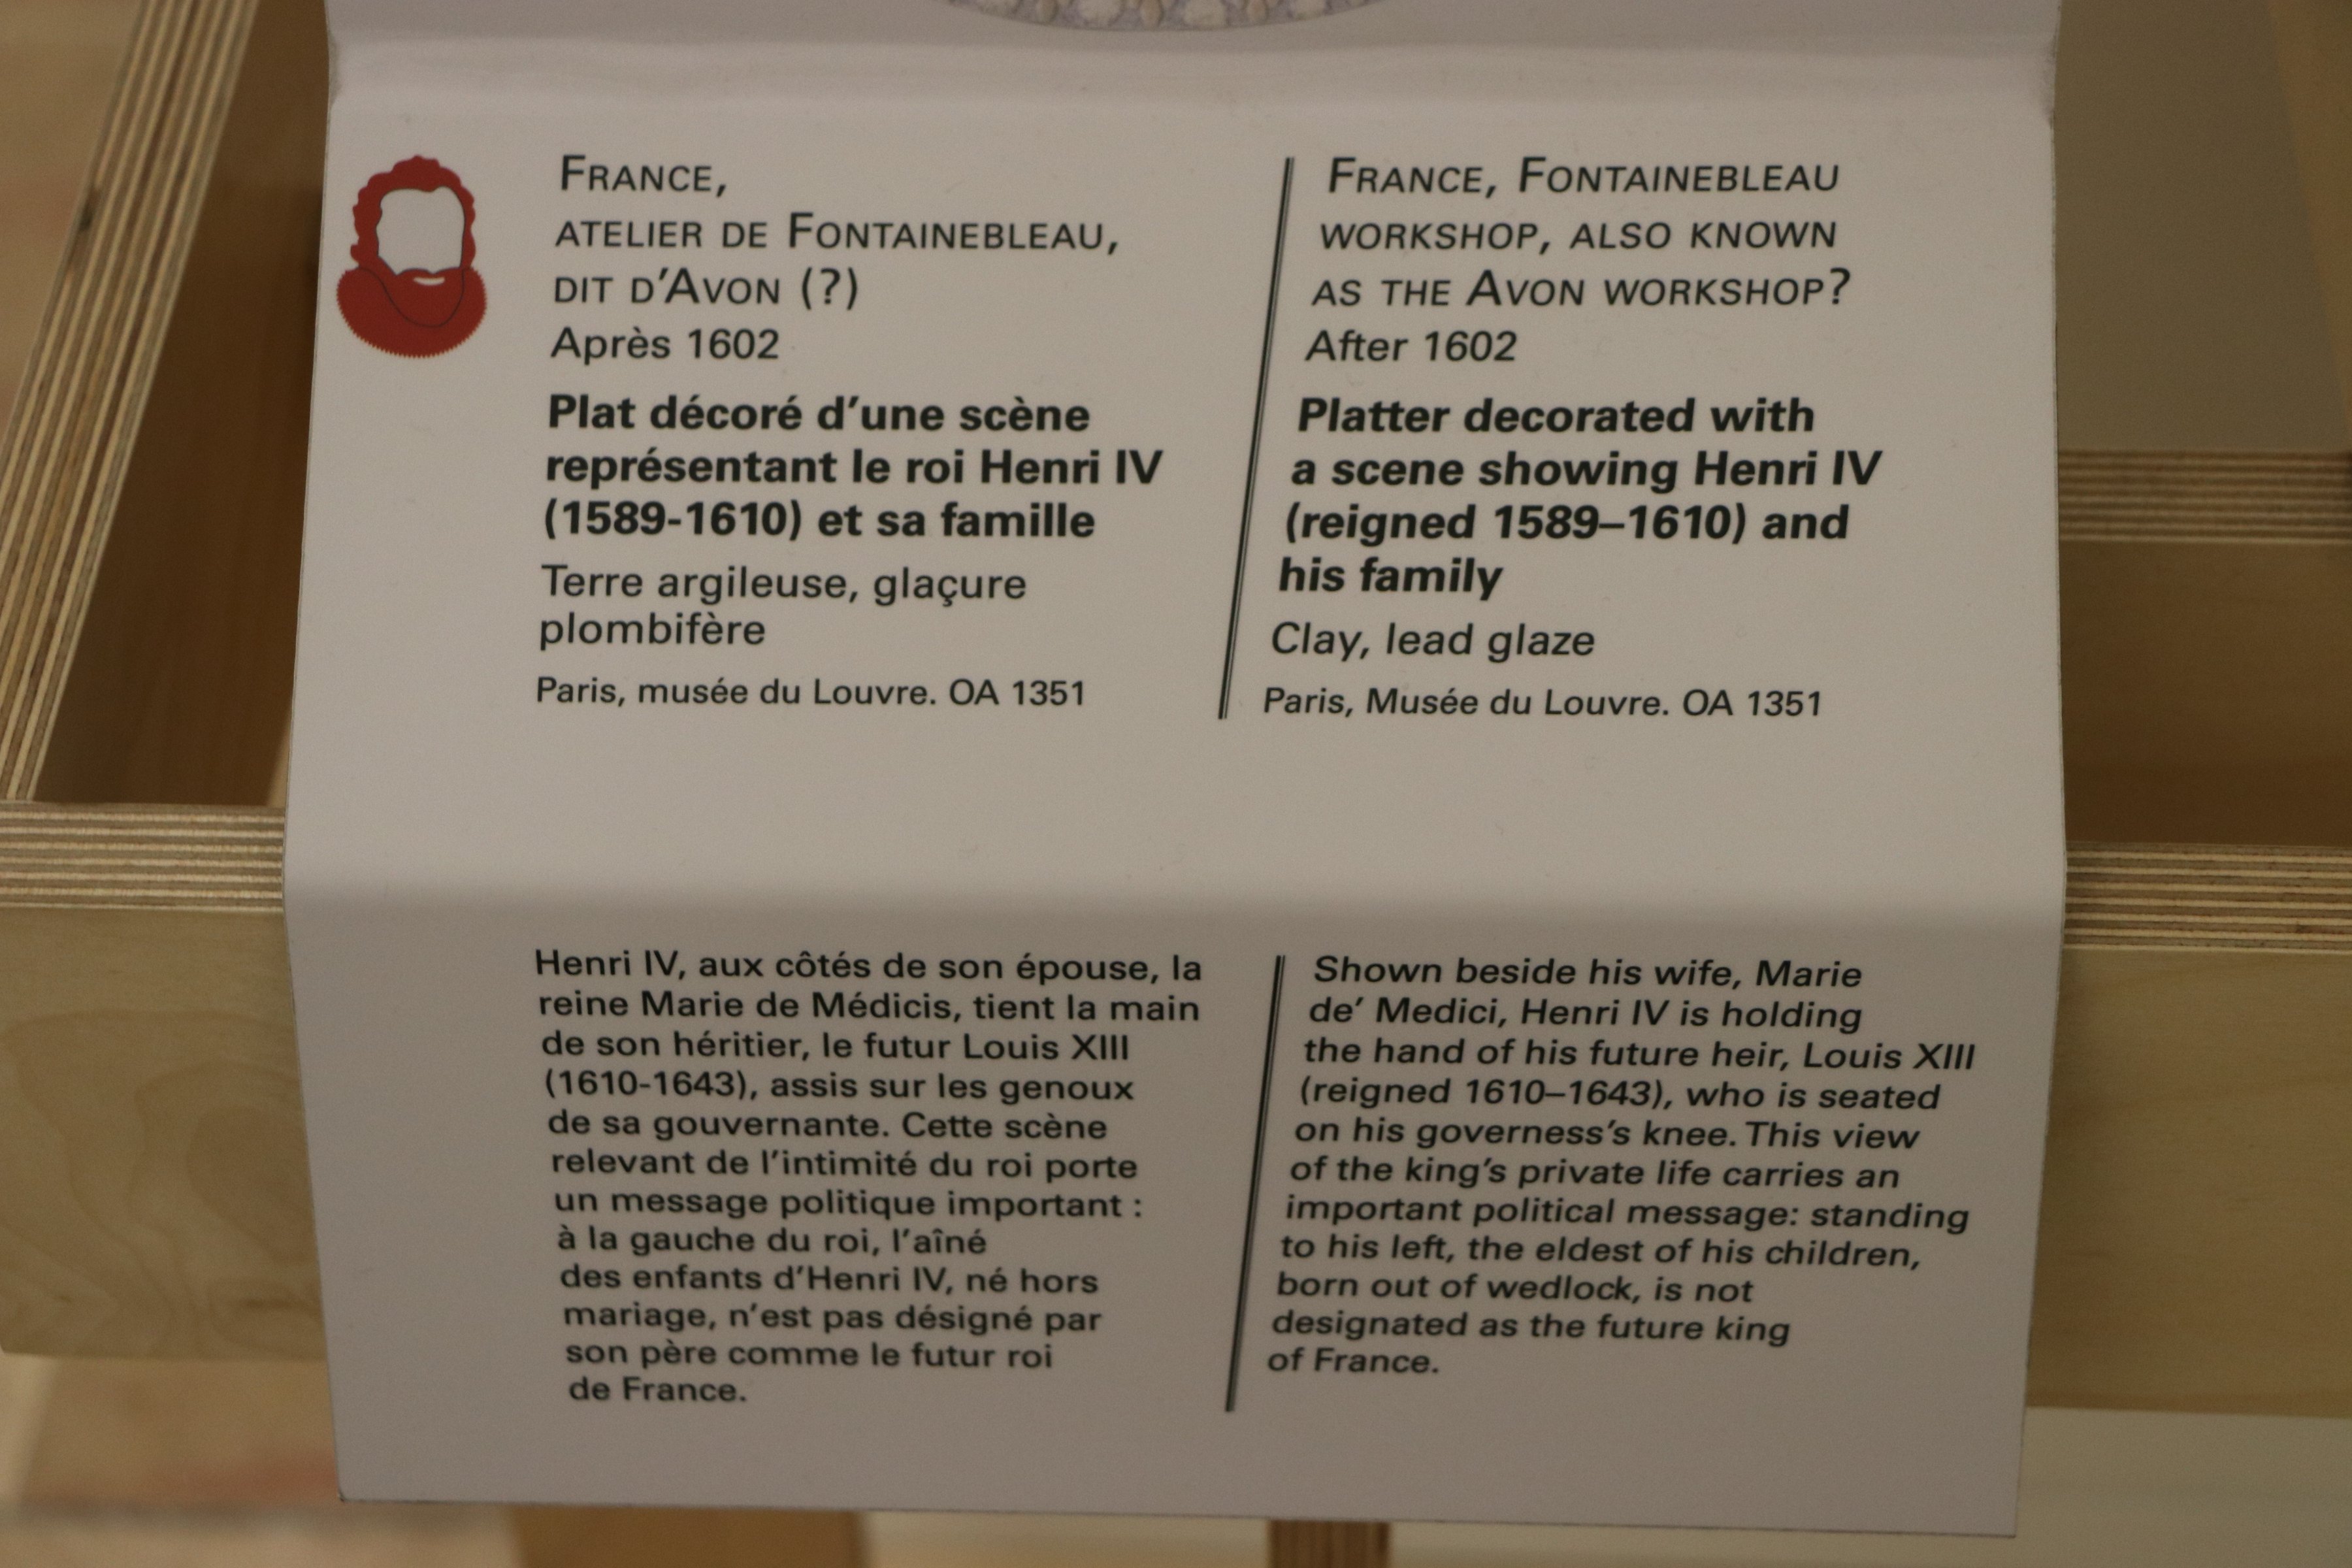 France,
atelier de Fontainebleau,
dit d'Avon (?)
Après 1602
Plat décoré d'une scène
représentant le roi Henri IV
(1589-1610) et sa famille
Terre argileuse, glaçure
plombifère
Paris, musée du Louvre. OA 1351
France, Fontainebleau
workshop, also known
as the Avon workshop?
After 1602
Platter decorated with
a scene showing Henri IV
(reigned 1589–1610) and
his family
Clay, lead glaze
Paris, Musée du Louvre. OA 1351
Henri IV, aux côtés de son épouse, la
reine Marie de Médicis, tient la main
de son héritier, le futur Louis XIII
(1610-1643), assis sur les genoux
de sa gouvernante. Cette scène
relevant de l'intimité du roi porte
un message politique important :
à la gauche du roi, l'aîné
des enfants d'Henri IV, né hors
mariage, n'est pas désigné par
son père comme le futur roi
de France.
Shown beside his wife, Marie
de' Medici, Henri IV is holding
the hand of his future heir, Louis XIII
(reigned 1610–1643), who is seated
on his governess's knee. This view
of the king's private life carries an
important political message: standing
to his left, the eldest of his children,
born out of wedlock, is not
designated as the future king
of France.